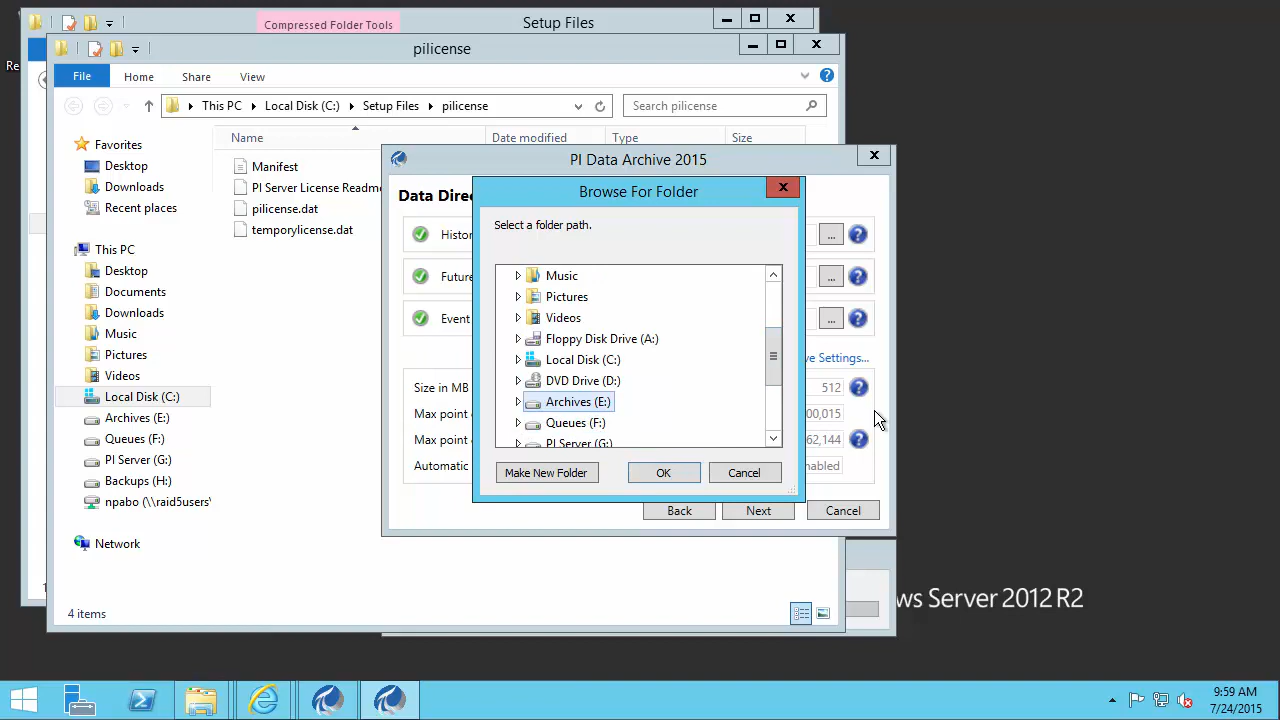 Compressed Folder Tools
Setup Files
pilicense
File
Home
Share
View
This PC
Local Disk (C:)
Setup Files
pilicense
Search pilicense
Name
Date modified
Type
Size
Favorites
Desktop
Downloads
Recent places
This PC
Desktop
Documents
Downloads
Music
Pictures
Videos
Local Disk (C:)
Archives (E:)
Queues (F:)
PI Server (G:)
Backups (H:)
npabo (\\raid5users\
Network
4 items
Manifest
PI Server License Readm
pilicense.dat
temporylicense.dat
PI Data Archive 2015
Data Direc
Histor
...
Future
...
Event
...
ve Settings...
Size in MB
512
Max point c
00,015
Max point c
62,144
Automatic
nabled
Back
Next
Cancel
Browse For Folder
Select a folder path.
Music
Pictures
Videos
Floppy Disk Drive (A:)
Local Disk (C:)
DVD Drive (D:)
Archives (E:)
Queues (F:)
PI Server (G:)
Make New Folder
OK
Cancel
ws Server 2012 R2
9:59 AM
7/24/2015